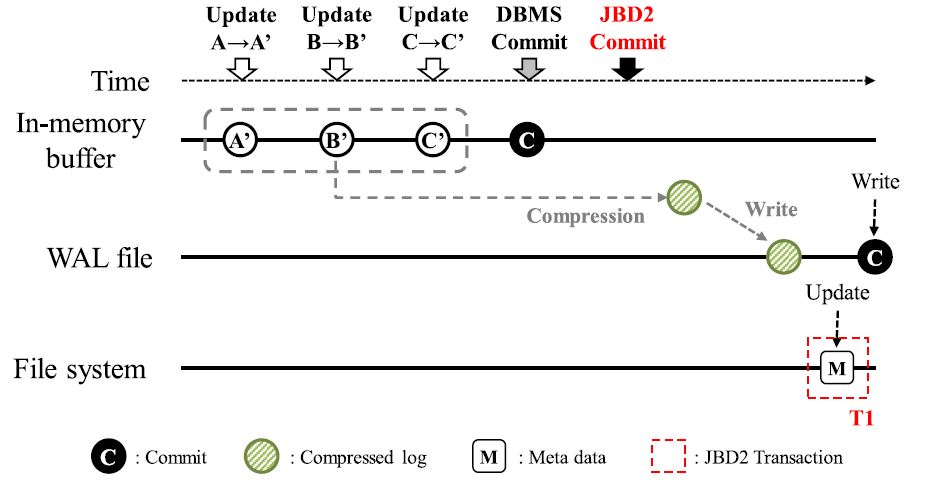 Update Update Update DBMS JBD2
A→A’ B→B’ C→C’ Commit Commit
Time
In-memory
buffer
A’ B’ C’ C
Write
Compression
Write
WAL file
C
Update
File system
M
T1
C : Commit : Compressed log M : Meta data : JBD2 Transaction